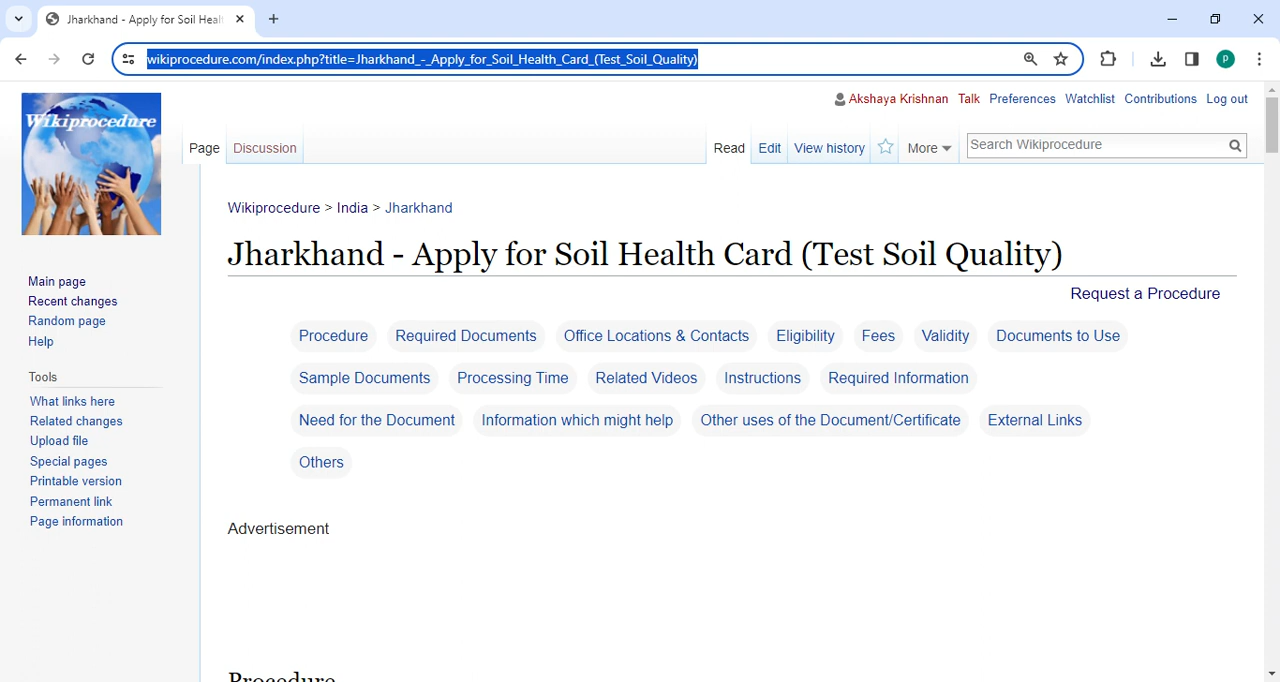 Jharkhand - Apply for Soil Heal
wikiprocedure.com/index.php?title=Jharkhand_-_Apply_for_Soil_Health_Card_(Test_Soil_Quality)
P
Wikiprocedure
Akshaya Krishnan Talk Preferences Watchlist Contributions Log out
Page Discussion Read Edit View history More Search Wikiprocedure
Wikiprocedure > India > Jharkhand
Jharkhand - Apply for Soil Health Card (Test Soil Quality)
Request a Procedure
Main page
Recent changes
Random page
Help
Tools
What links here
Related changes
Upload file
Special pages
Printable version
Permanent link
Page information
Procedure Required Documents Office Locations & Contacts Eligibility Fees Validity Documents to Use
Sample Documents Processing Time Related Videos Instructions Required Information
Need for the Document Information which might help Other uses of the Document/Certificate External Links
Others
Advertisement
Procedure